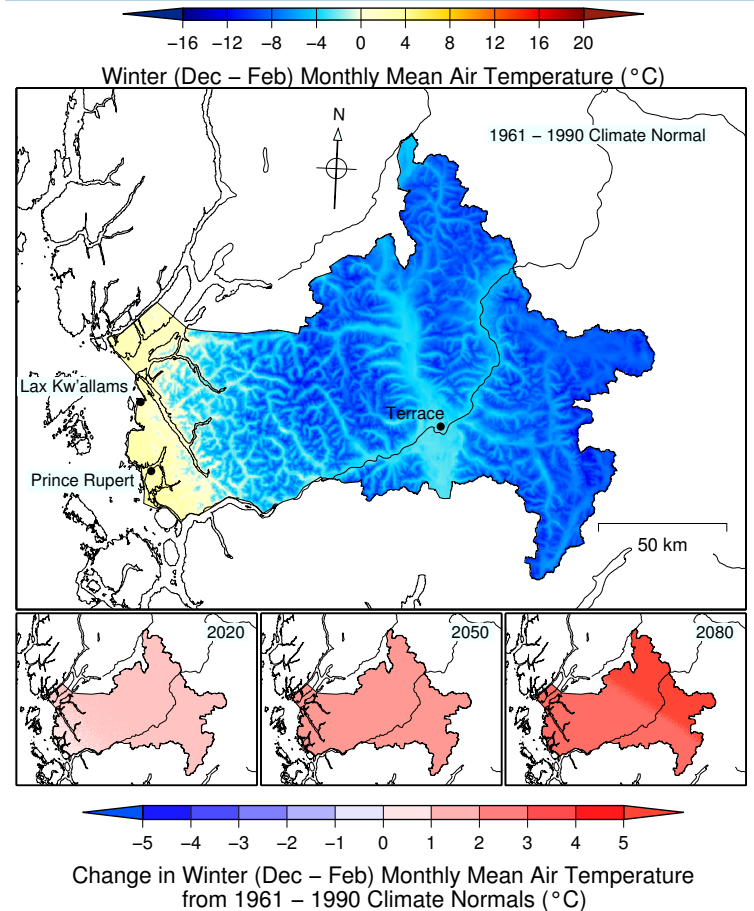 −16 −12 −8 −4 0 4 8 12 16 20
Winter (Dec − Feb) Monthly Mean Air Temperature (°C)
N
1961 − 1990 Climate Normal
Lax Kw'allams
Terrace
Prince Rupert
50 km
2020
2050
2080
−5 −4 −3 −2 −1 0 1 2 3 4 5
Change in Winter (Dec − Feb) Monthly Mean Air Temperature
from 1961 − 1990 Climate Normals (°C)